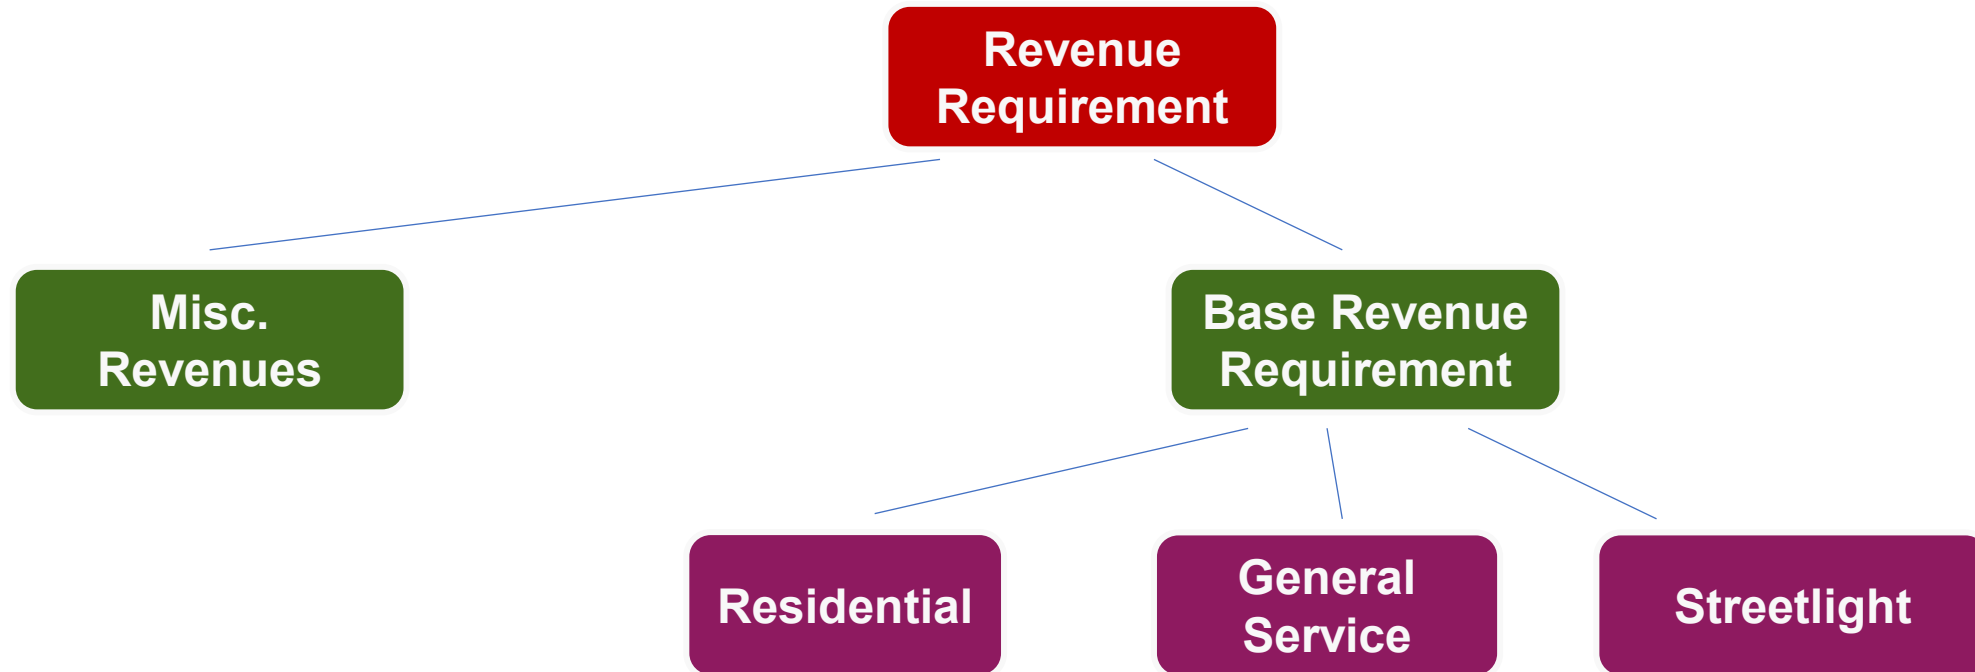 Revenue
Requirement
Misc.
Revenues
Base Revenue
Requirement
Residential
General
Service
Streetlight